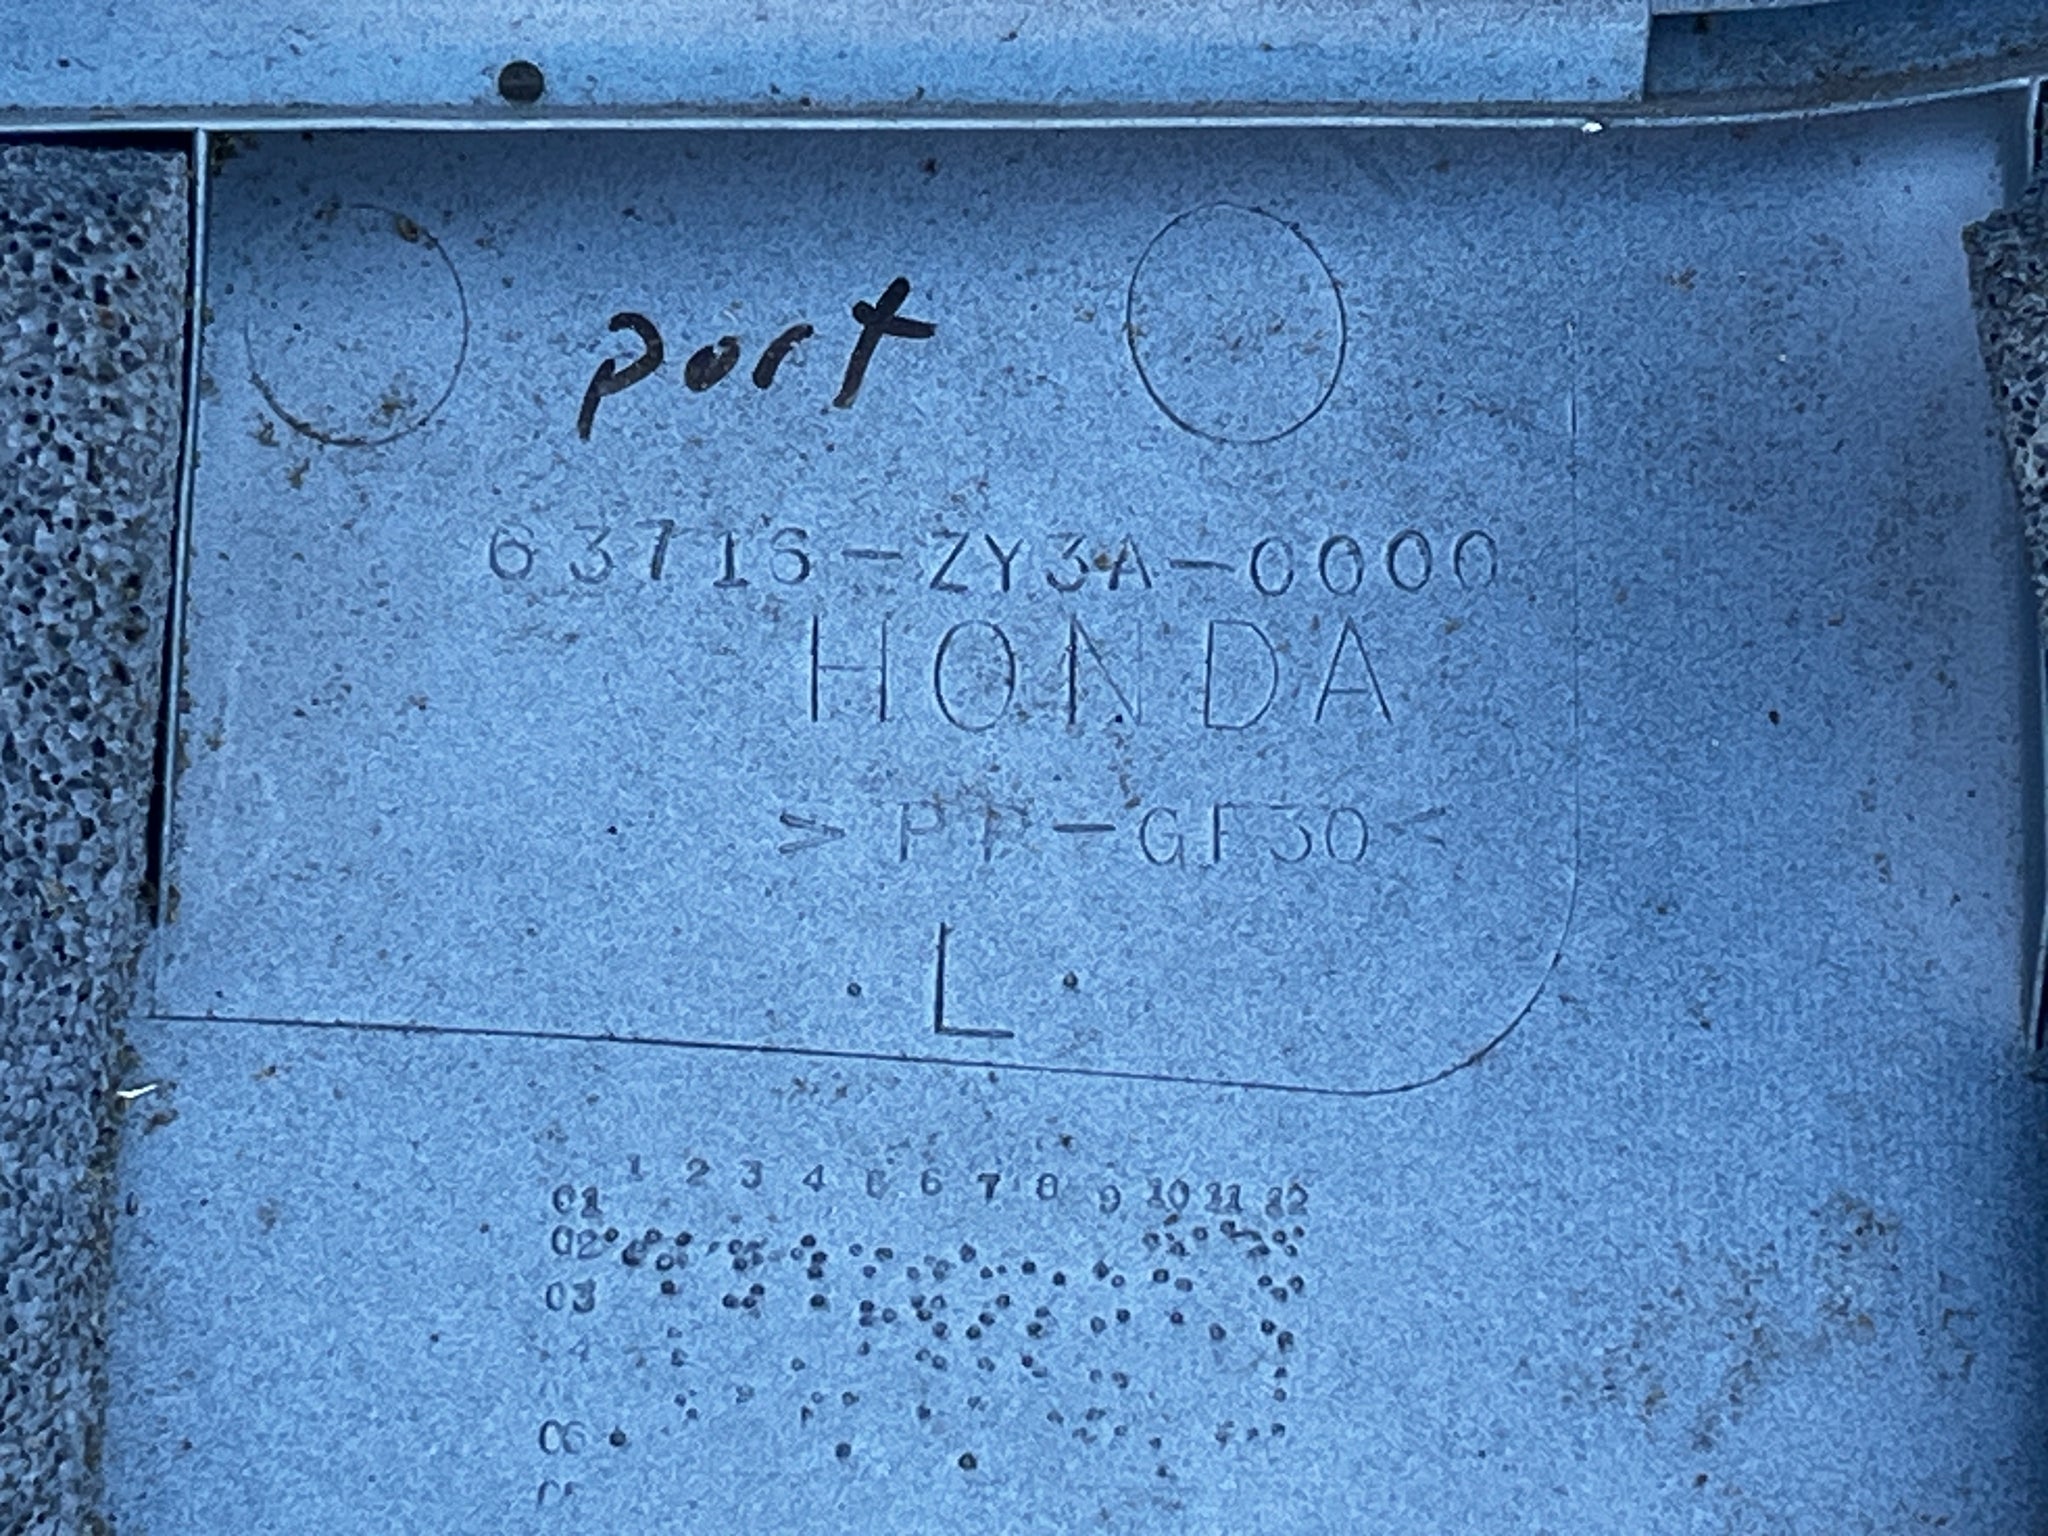 port
63716-ZY3A-0000
HONDA
>PP-GF30<
L
1 2 3 4 5 6 7 8 9 10 11 12
01
02
03
06